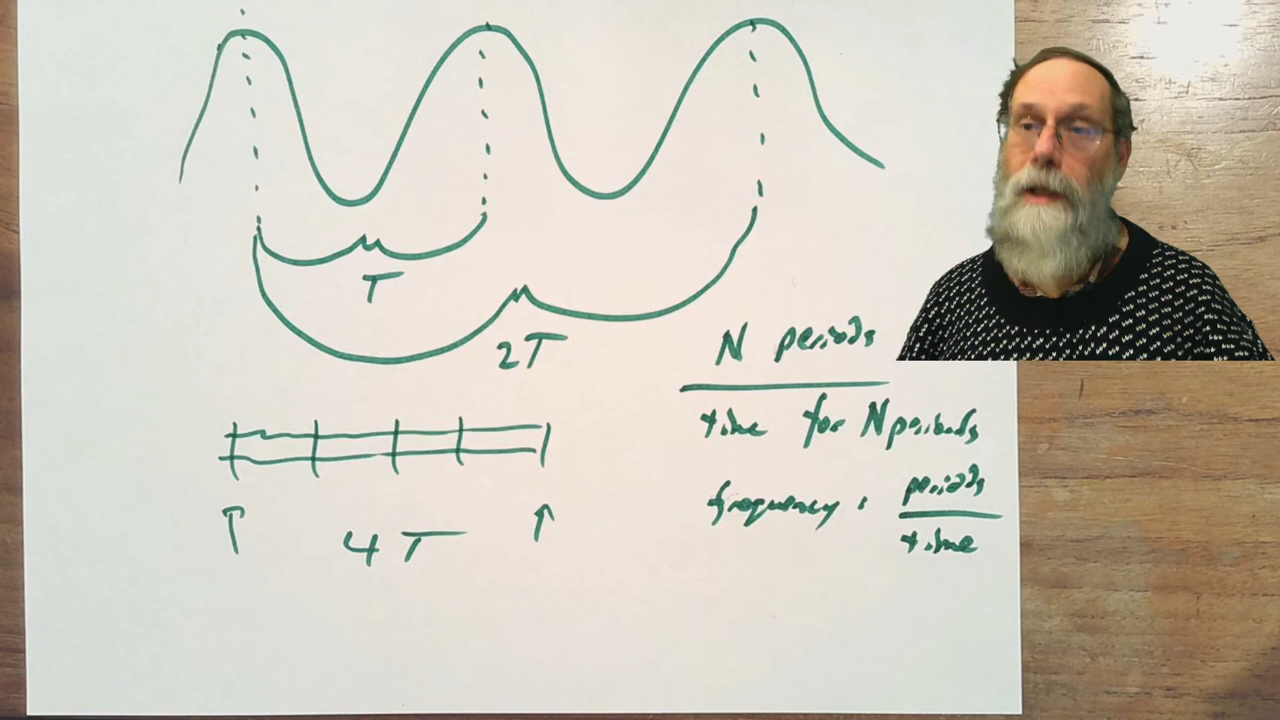 T
2T
N periods
time for N periods
frequency : periods
time
4T